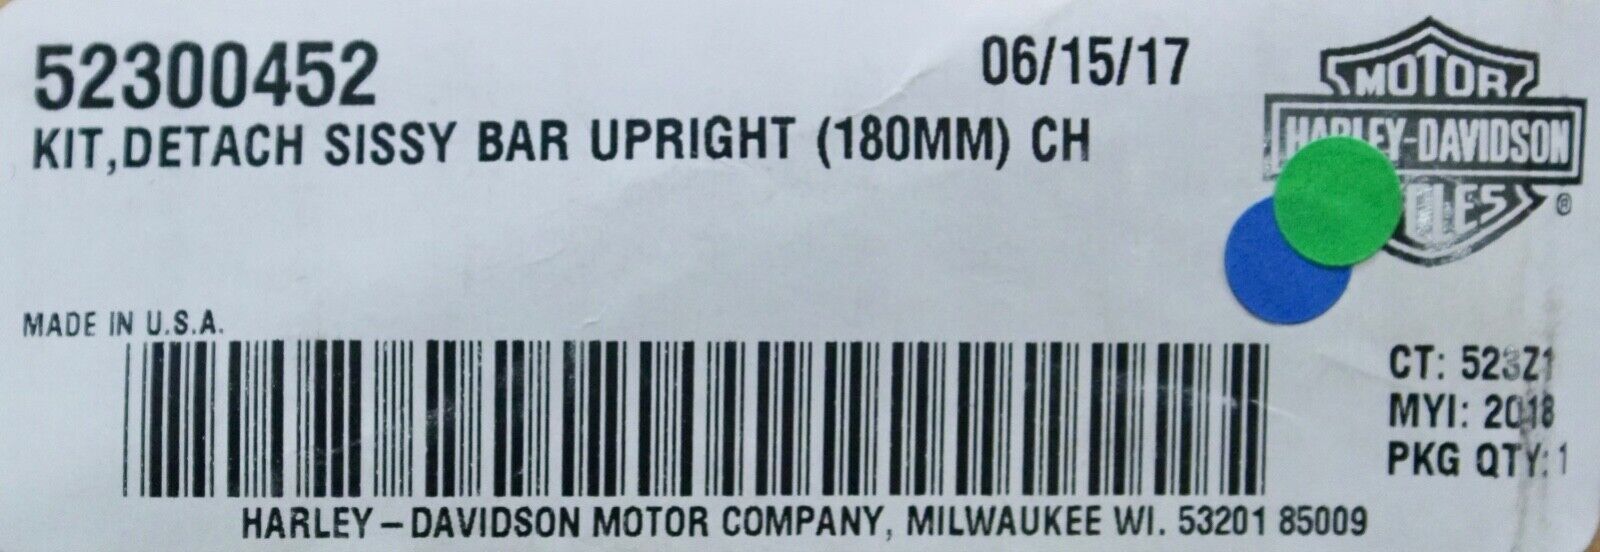 52300452
06/15/17
KIT,DETACH SISSY BAR UPRIGHT (180MM) CH
MOTOR
HARLEY-DAVIDSON
®
MADE IN U.S.A.
CT: 523Z1
MYI: 2018
PKG QTY: 1
HARLEY-DAVIDSON MOTOR COMPANY, MILWAUKEE WI. 53201 85009